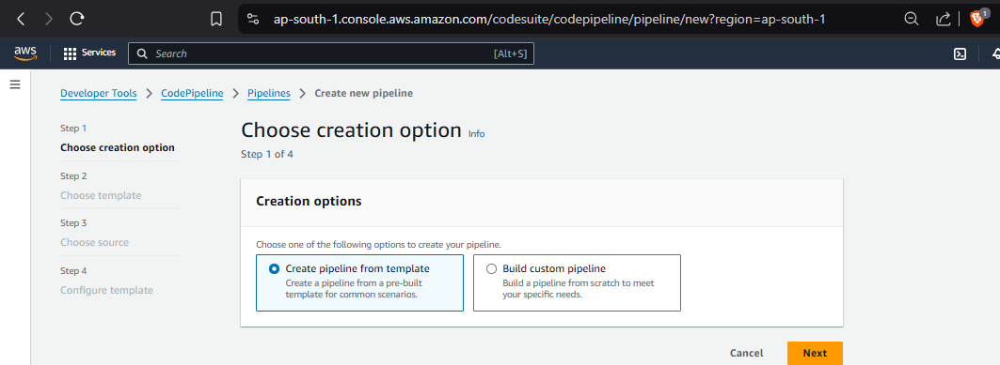 ap-south-1.console.aws.amazon.com/codesuite/codepipeline/pipeline/new?region=ap-south-1
1
aws
Services
Search
[Alt+S]
Developer Tools > CodePipeline > Pipelines > Create new pipeline
Step 1
Choose creation option
Step 2
Choose template
Step 3
Choose source
Step 4
Configure template
Choose creation option Info
Step 1 of 4
Creation options
Choose one of the following options to create your pipeline.
Create pipeline from template
Create a pipeline from a pre-built
template for common scenarios.
Build custom pipeline
Build a pipeline from scratch to meet
your specific needs.
Cancel
Next